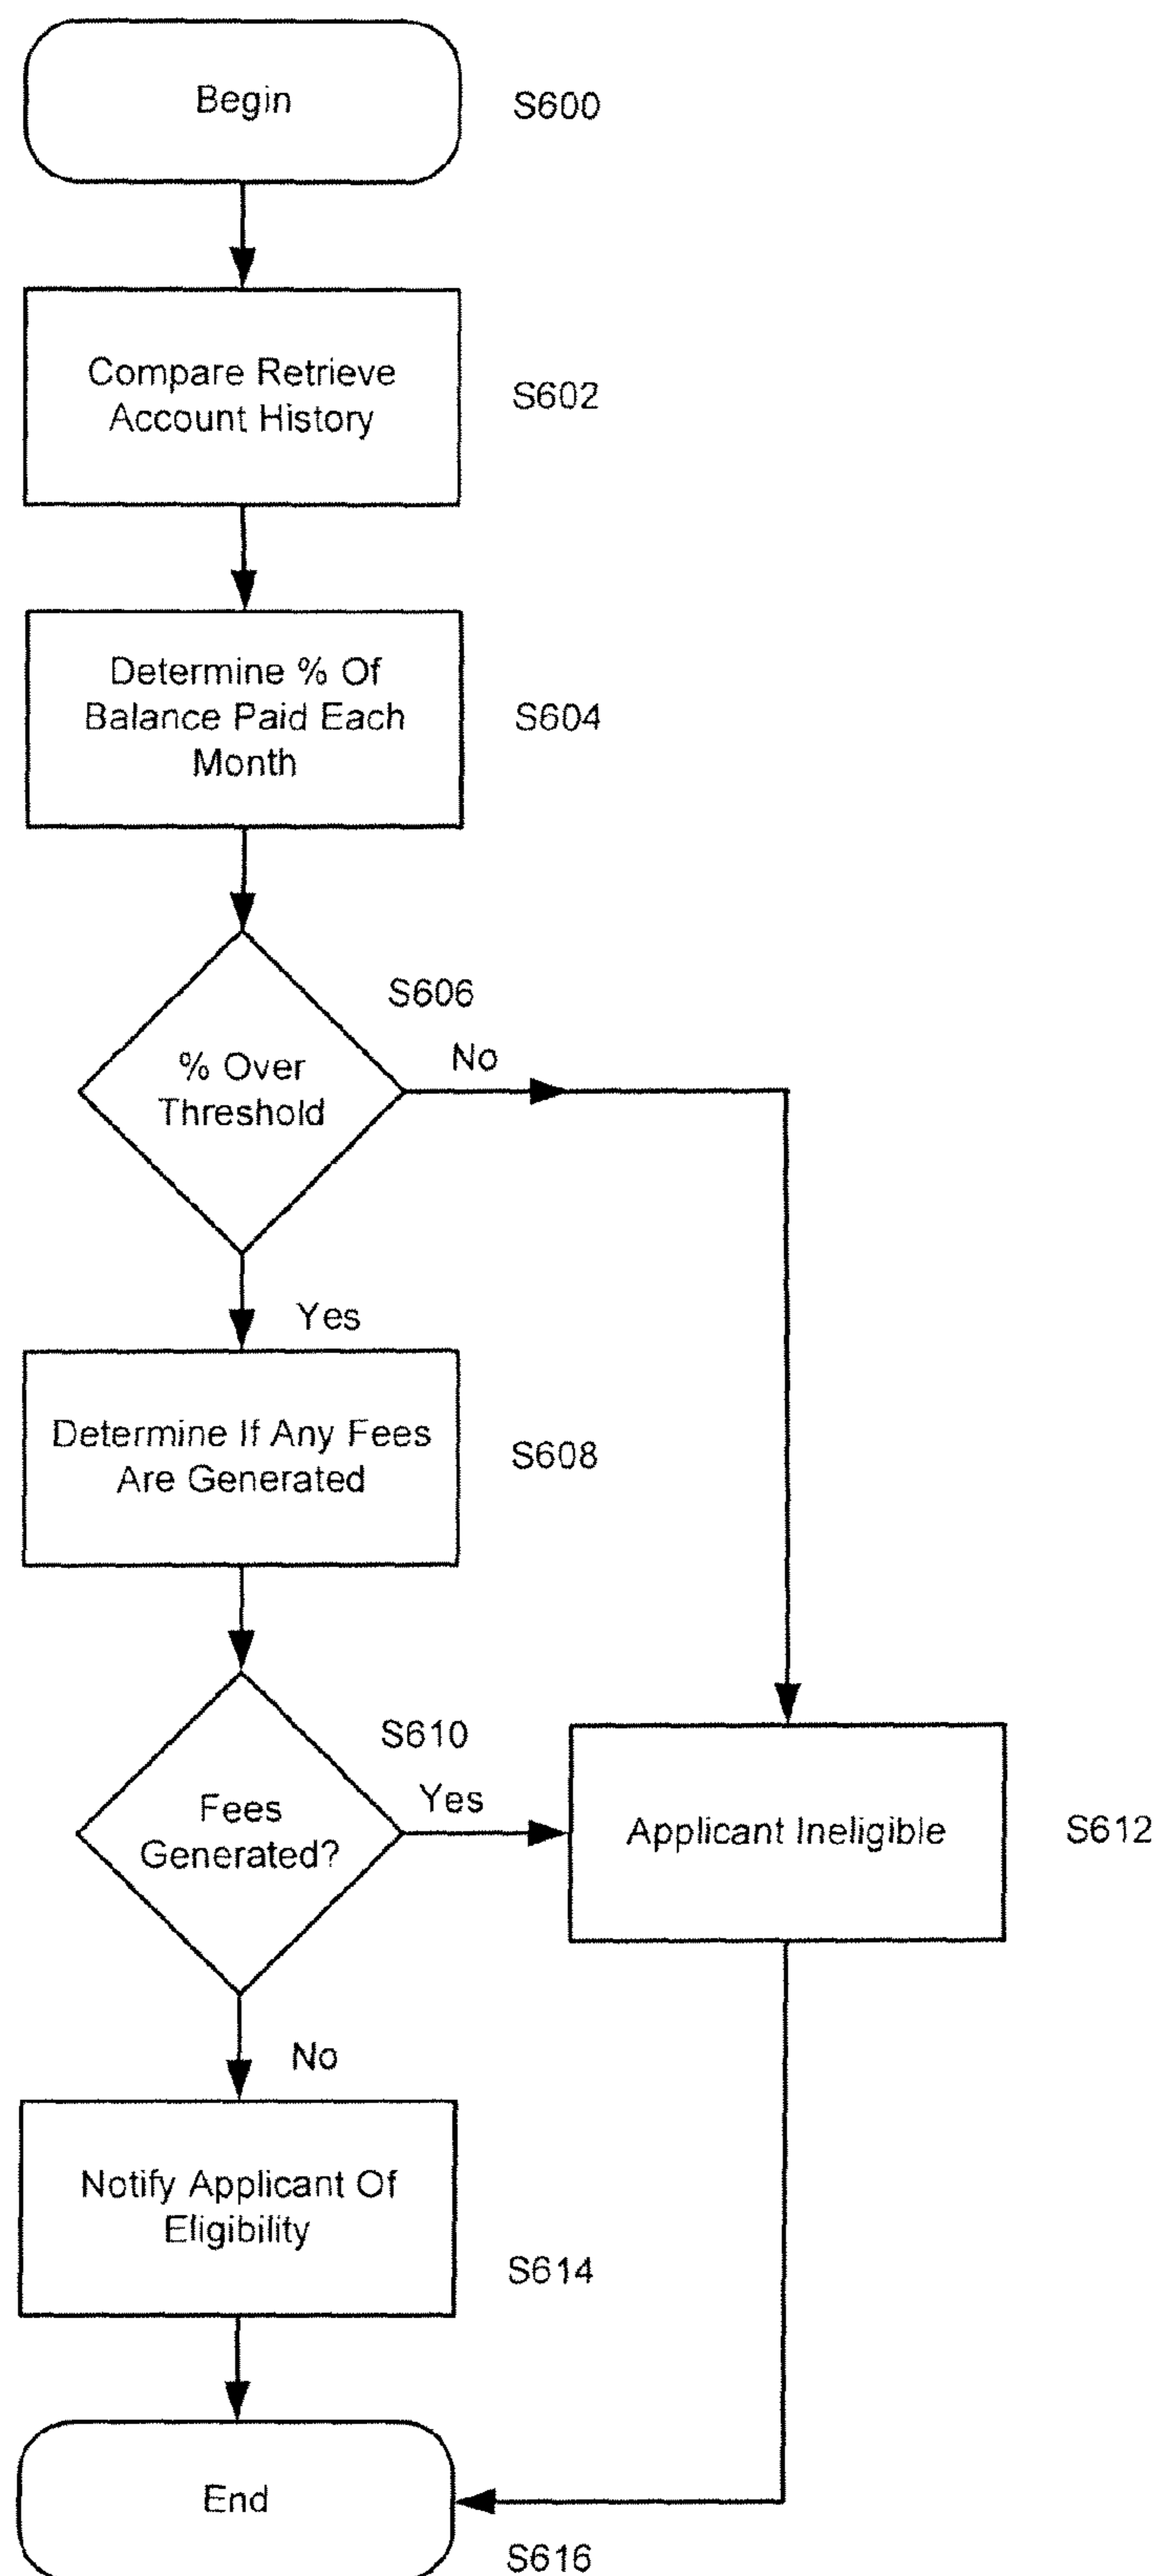 Begin
S600
Compare Retrieve
Account History
S602
Determine % Of
Balance Paid Each
Month
S604
S606
% Over
Threshold
No
Yes
Determine If Any Fees
Are Generated
S608
S610
Fees
Generated?
Yes
Applicant Ineligible
S612
No
Notify Applicant Of
Eligibility
S614
End
S616